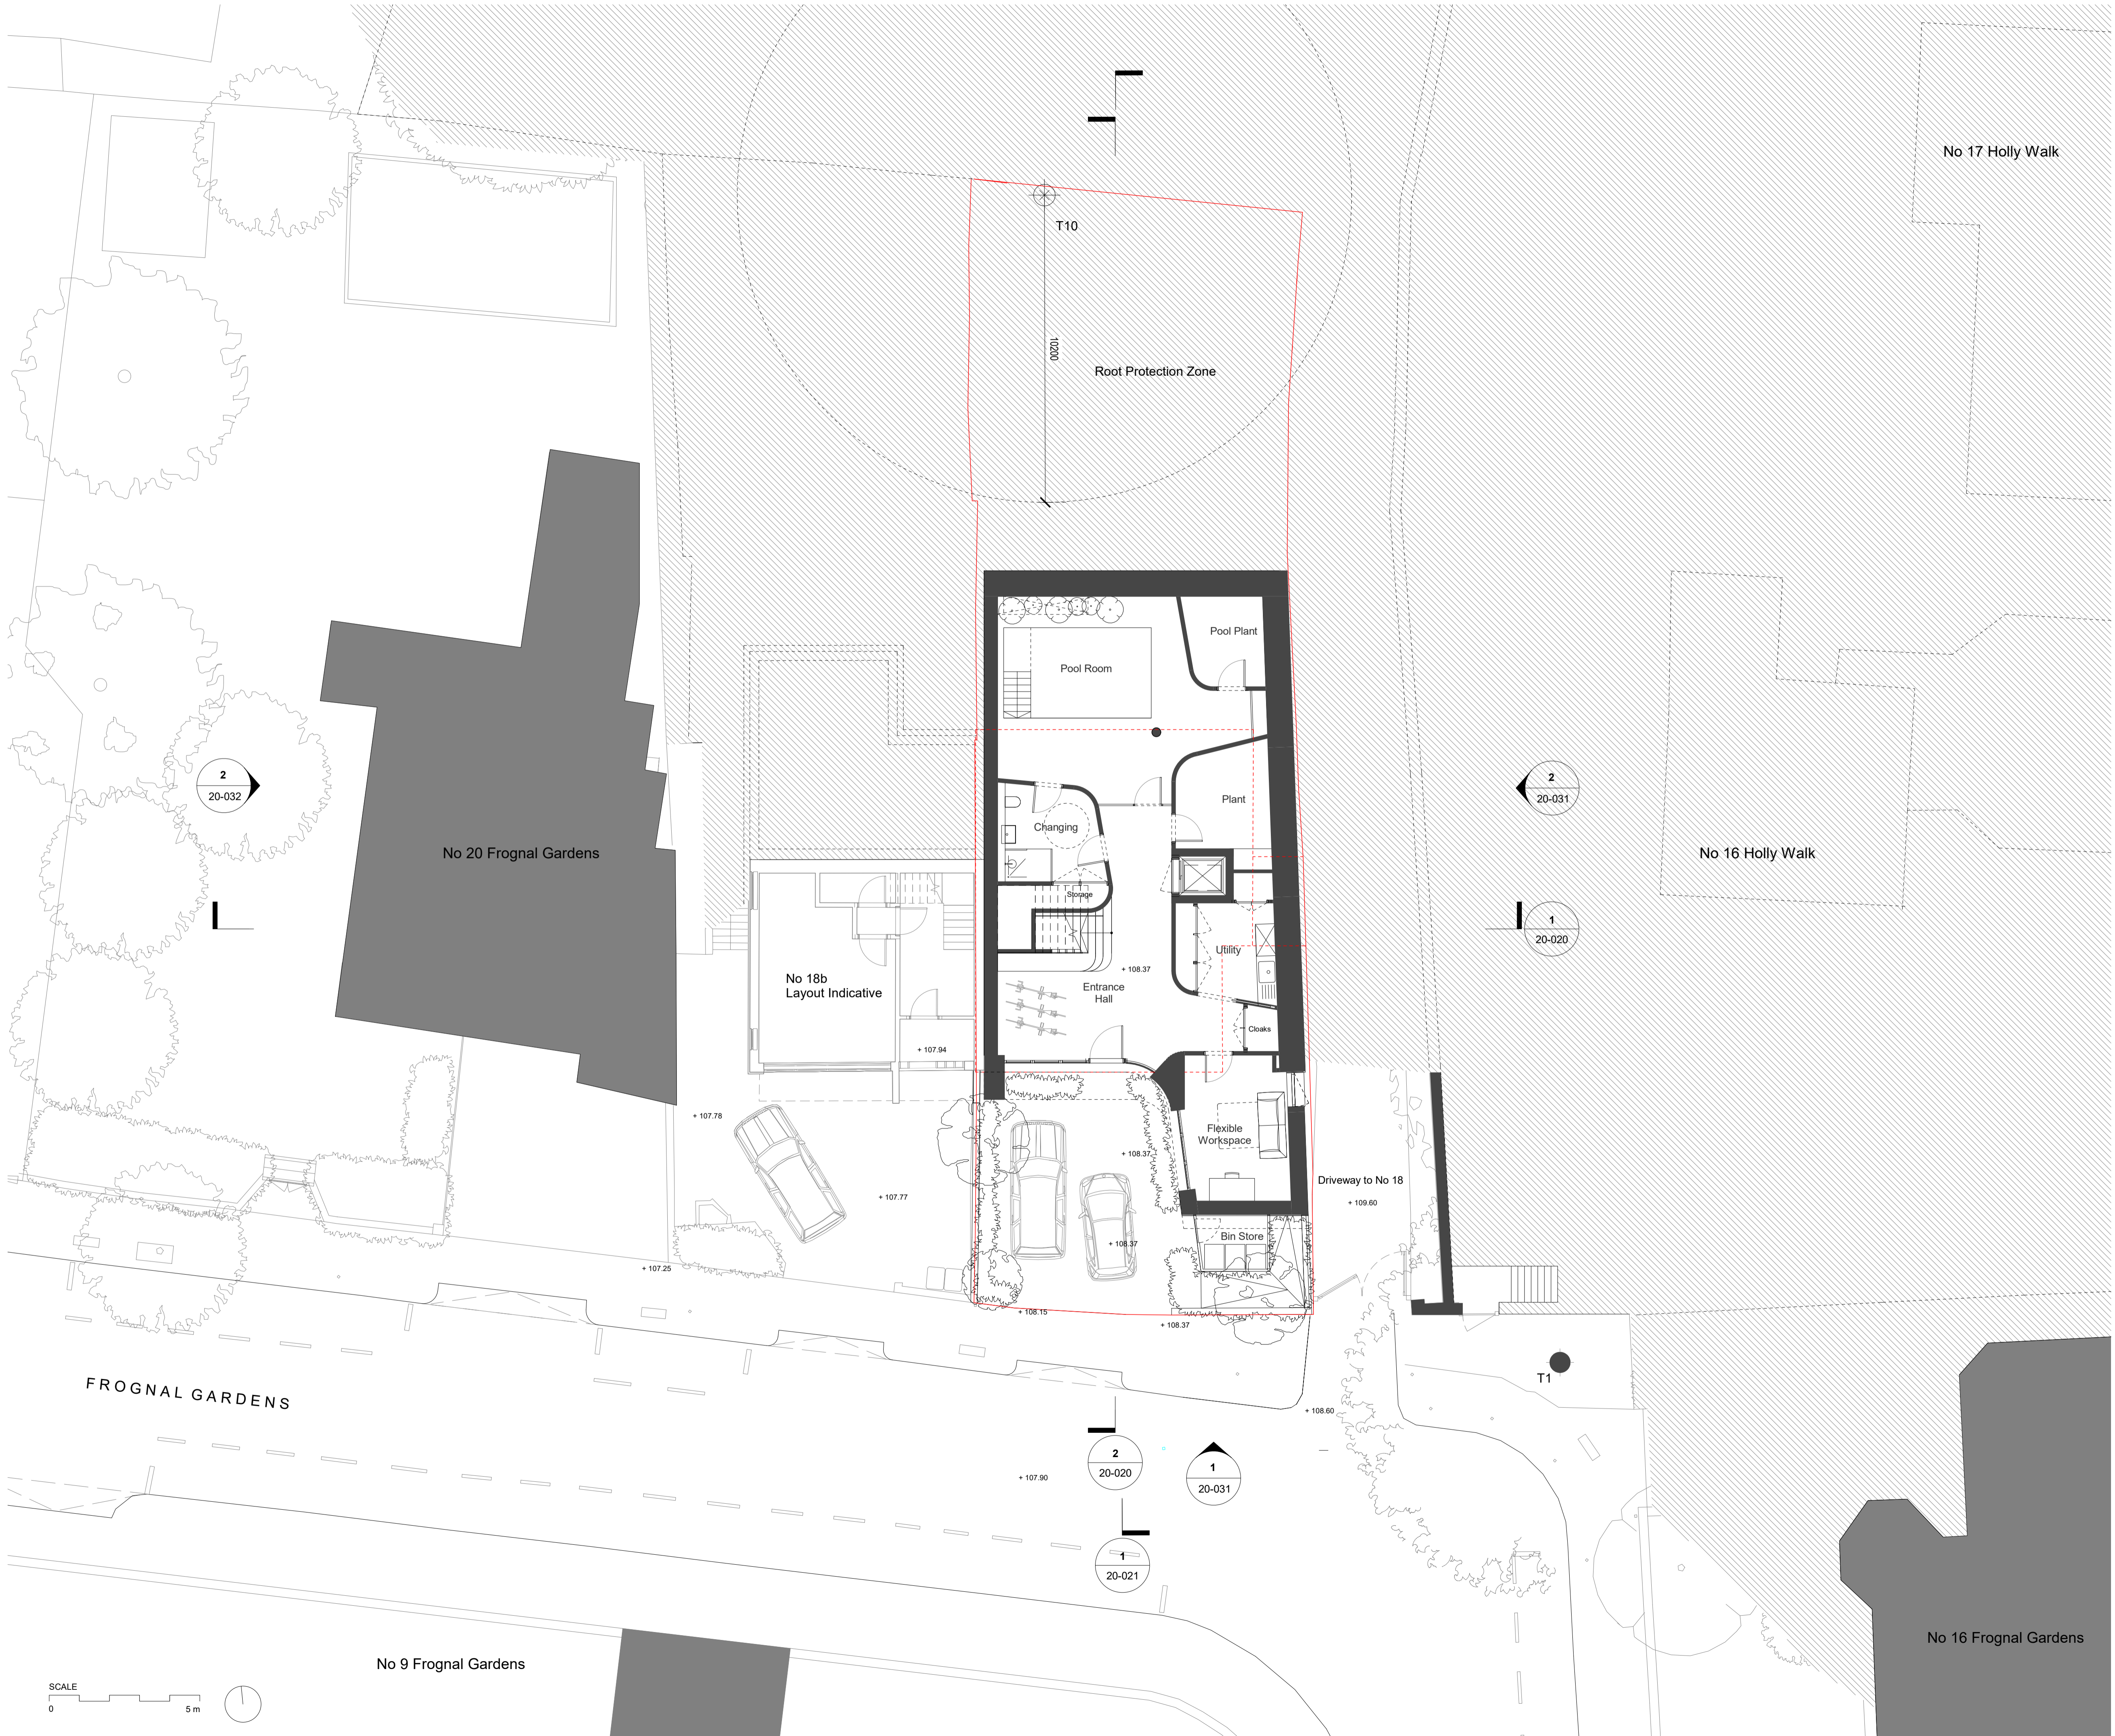 No 17 Holly Walk
T10
10200
Root Protection Zone
Pool Plant
Pool Room
2
20-032
2
20-031
Plant
Changing
No 20 Frognal Gardens
No 16 Holly Walk
Storage
1
20-020
Utility
+ 108.37
No 18b
Layout Indicative
Entrance
Hall
Cloaks
+ 107.94
+ 107.78
Flexible
Workspace
+ 108.37
Driveway to No 18
+ 107.77
+ 109.60
Bin Store
+ 108.37
+ 107.25
+ 108.15
+ 108.37
T1
FROGNAL GARDENS
+ 108.60
2
20-020
1
20-031
+ 107.90
1
20-021
No 16 Frognal Gardens
No 9 Frognal Gardens
SCALE
0 5 m